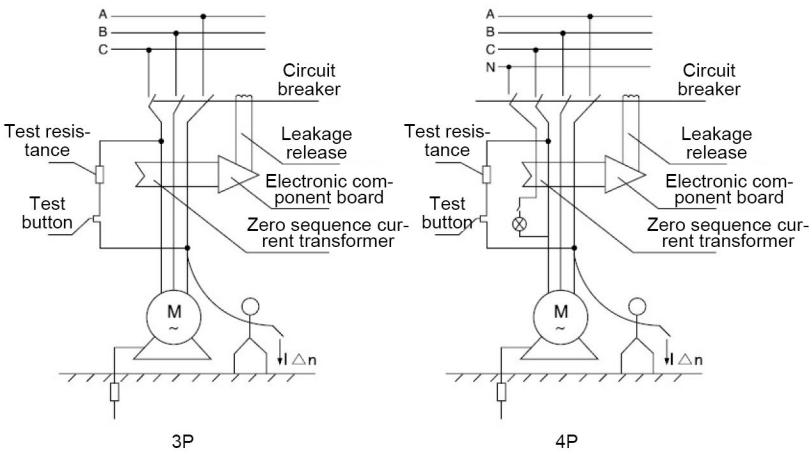 A
B
C
Circuit
breaker
Test resis-
tance
Leakage
release
Test
button
Electronic com-
ponent board
Zero sequence cur-
rent transformer
M
~
I △n
3P
A
B
C
N
Circuit
breaker
Test resis-
tance
Leakage
release
Test
button
Electronic com-
ponent board
Zero sequence cur-
rent transformer
M
~
I △n
4P